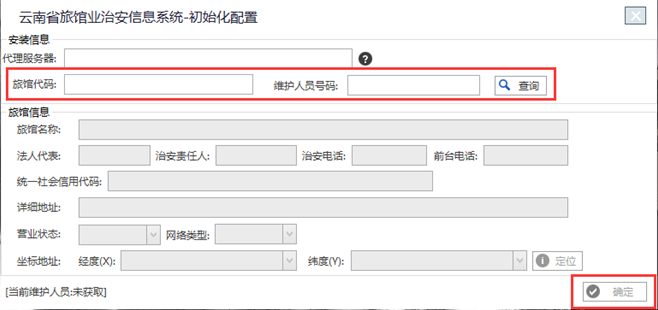 云南省旅馆业治安信息系统-初始化配置
安装信息
代理服务器:
旅馆代码: 维护人员号码: 查询
旅馆信息
旅馆名称:
法人代表: 治安责任人: 治安电话: 前台电话:
统一社会信用代码:
详细地址:
营业状态: 网络类型:
坐标地址: 经度(X): 纬度(Y): 定位
[当前维护人员:未获取] 确定